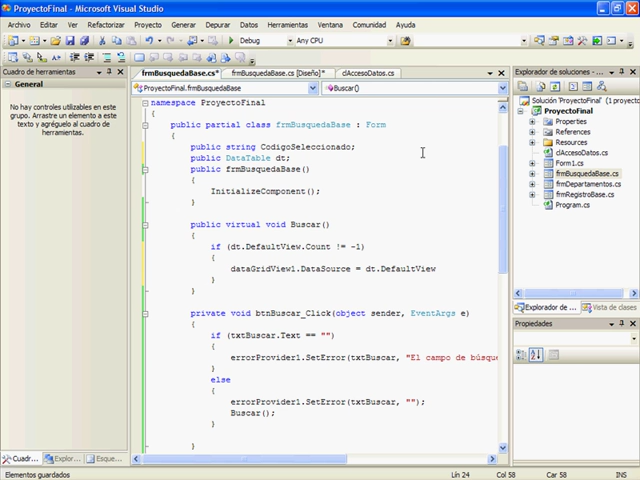 ProyectoFinal - Microsoft Visual Studio
Archivo Editar Ver Refactorizar Proyecto Generar Depurar Datos Herramientas Ventana Comunidad Ayuda
Debug Any CPU
Cuadro de herramientas
General
No hay controles utilizables en este
grupo. Arrastre un elemento a este
texto y agréguelo al cuadro de
herramientas.
Cuadr... Explor... Esque...
frmBusquedaBase.cs* frmBusquedaBase.cs [Diseño]* clAccesoDatos.cs
ProyectoFinal.frmBusquedaBase Buscar()
namespace ProyectoFinal
{
public partial class frmBusquedaBase : Form
{
public string CodigoSeleccionado;
public DataTable dt;
public frmBusquedaBase()
{
InitializeComponent();
}
public virtual void Buscar()
{
if (dt.DefaultView.Count != -1)
{
dataGridView1.DataSource = dt.DefaultView
}
}
private void btnBuscar_Click(object sender, EventArgs e)
{
if (txtBuscar.Text == "")
{
errorProvider1.SetError(txtBuscar, "El campo de búsqu
}
else
{
errorProvider1.SetError(txtBuscar, "");
Buscar();
}
}
Explorador de soluciones - ...
Solución 'ProyectoFinal' (1 proyecto
ProyectoFinal
Properties
References
Resources
clAccesoDatos.cs
Form1.cs
frmBusquedaBase.cs
frmDepartamentos.cs
frmRegistroBase.cs
Program.cs
Explorador de... Vista de clases
Propiedades
Elementos guardados Lín 24 Col 58 Car 58 INS